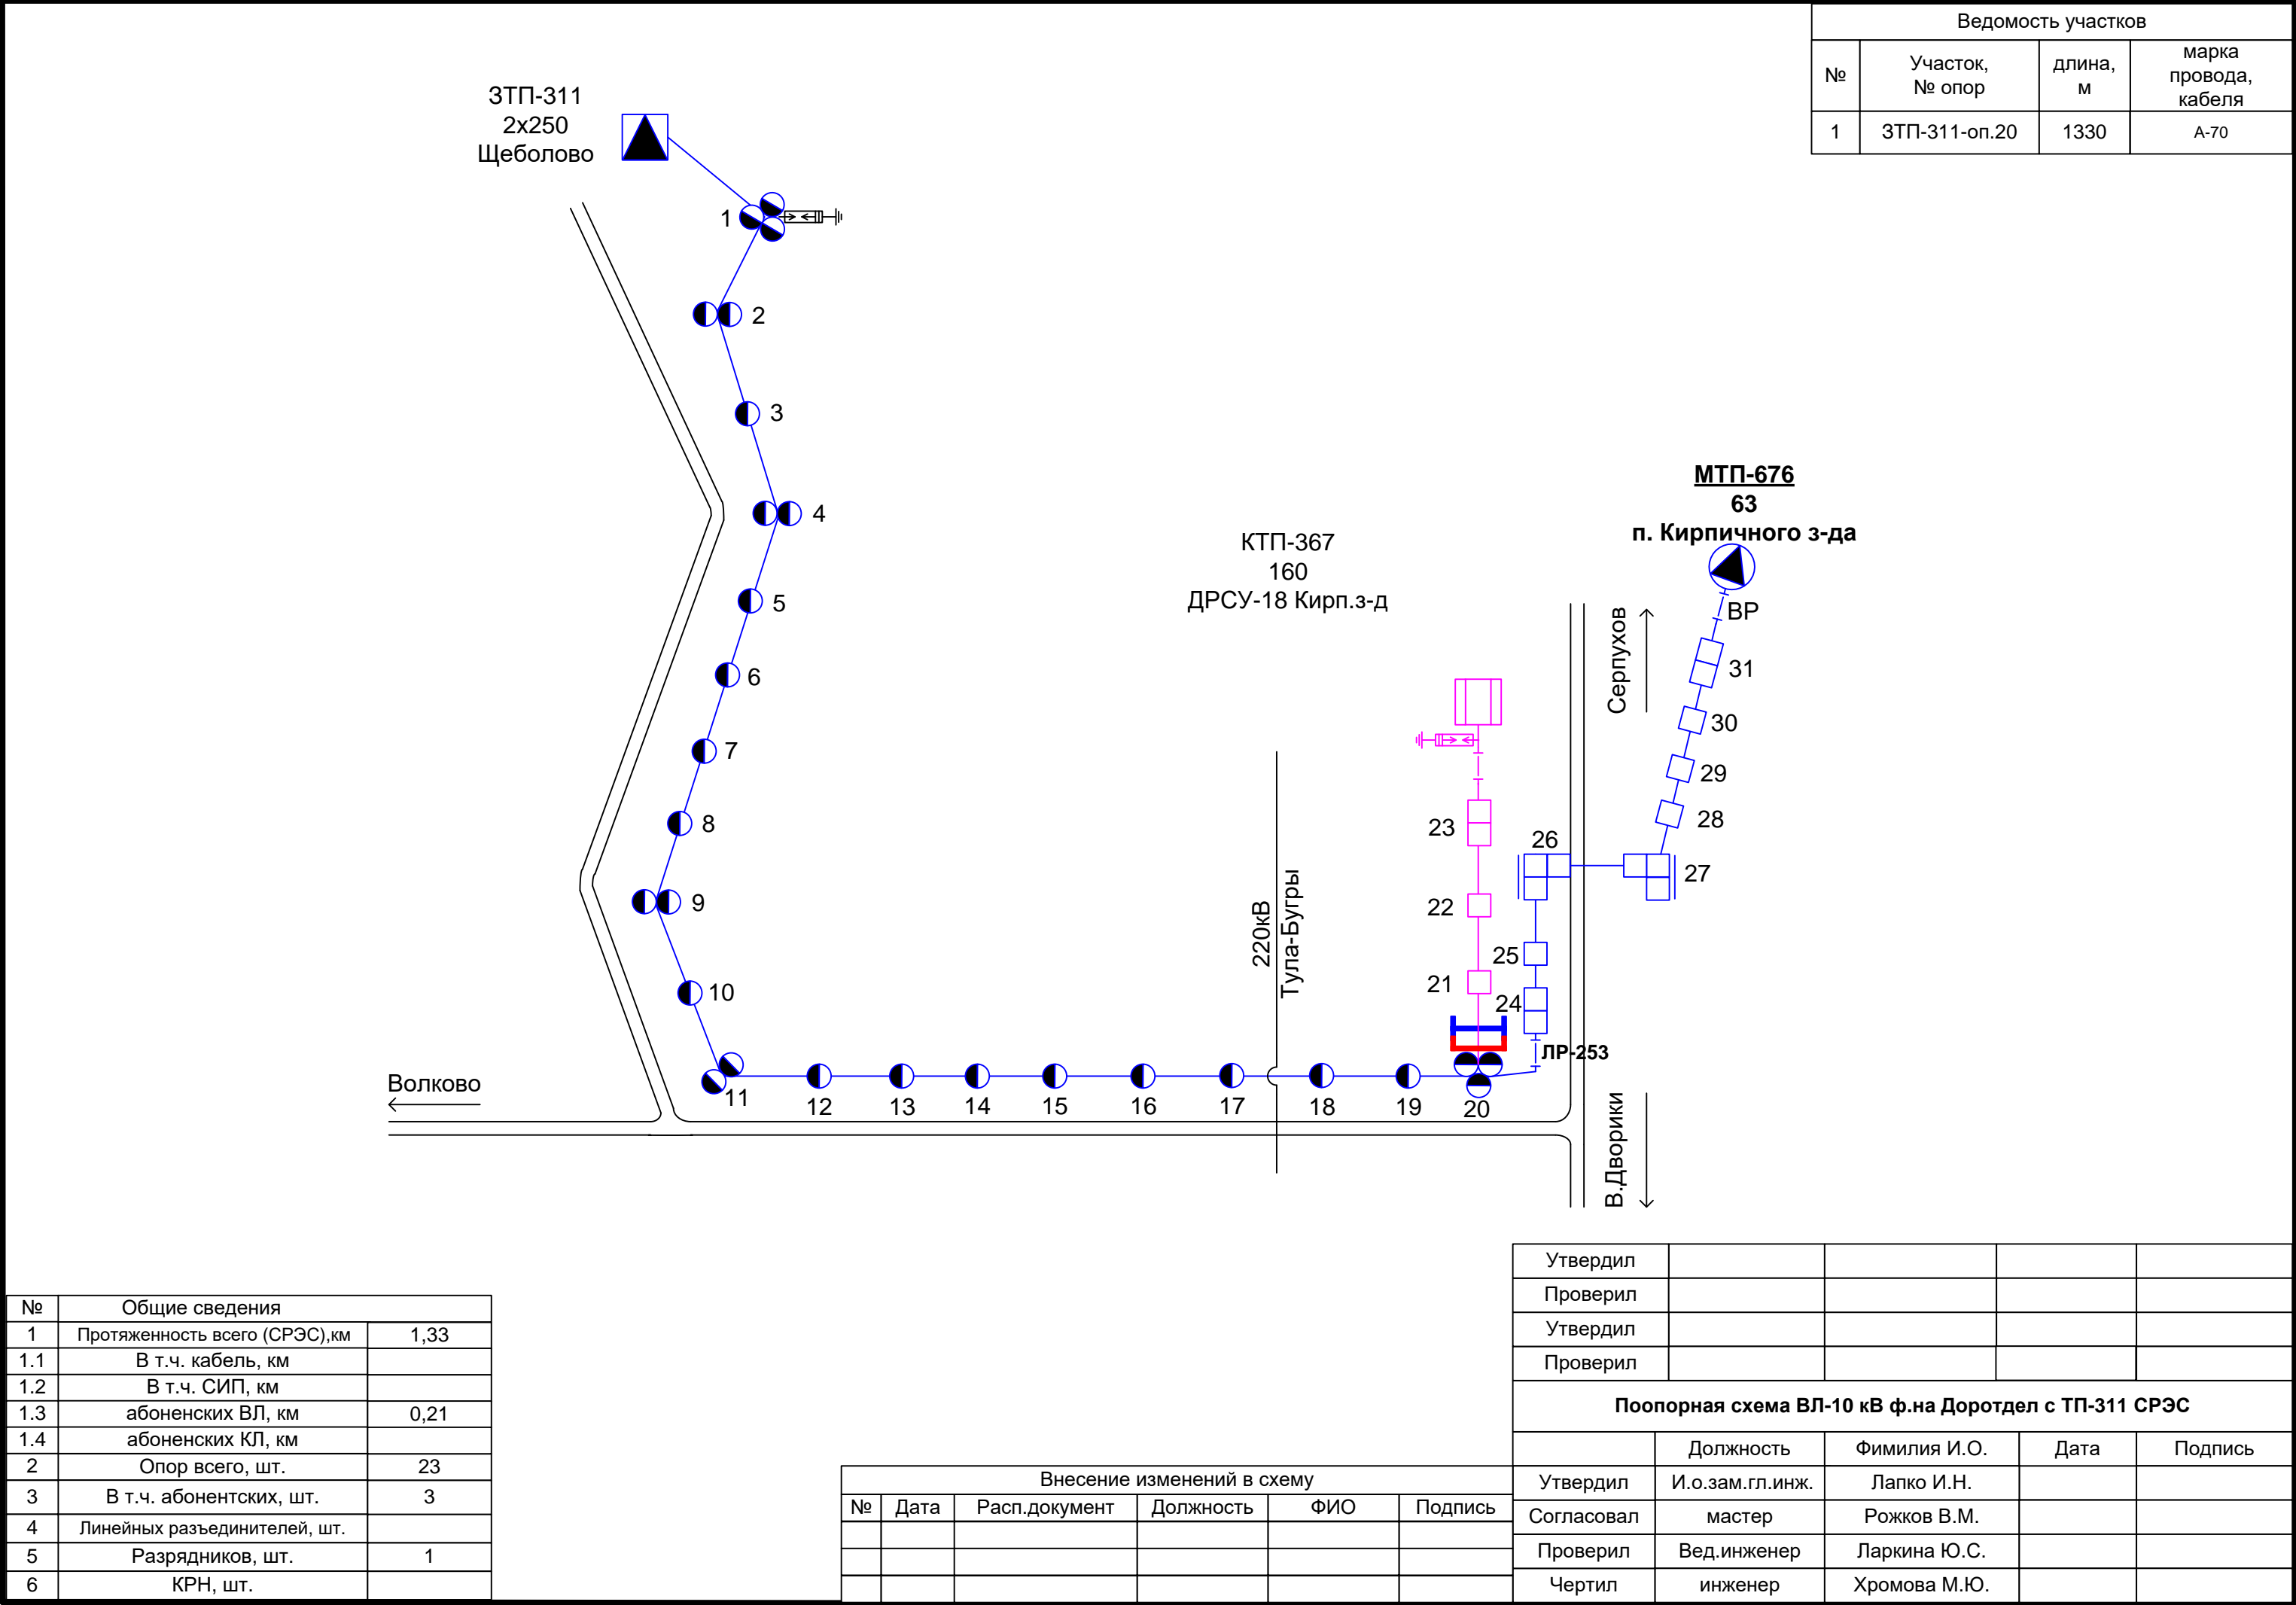 Ведомость участков
№
Участок,
№ опор
длина,
м
марка
провода,
кабеля
1
ЗТП-311-оп.20
1330
А-70
ЗТП-311
2х250
Щеболово
1
2
3
4
5
6
7
8
9
10
11
12
13
14
15
16
17
18
19
20
21
22
23
24
25
26
27
28
29
30
31
МТП-676
63
п. Кирпичного з-да
ВР
КТП-367
160
ДРСУ-18 Кирп.з-д
Серпухов
220кВ
Тула-Бугры
ЛР-253
Волково
В.Дворики
№ Общие сведения
1 Протяженность всего (СРЭС),км 1,33
1.1 В т.ч. кабель, км
1.2 В т.ч. СИП, км
1.3 абоненских ВЛ, км 0,21
1.4 абоненских КЛ, км
2 Опор всего, шт. 23
3 В т.ч. абонентских, шт. 3
4 Линейных разъединителей, шт.
5 Разрядников, шт. 1
6 КРН, шт.
Внесение изменений в схему
№ Дата Расп.документ Должность ФИО Подпись
Утвердил
Проверил
Утвердил
Проверил
Поопорная схема ВЛ-10 кВ ф.на Доротдел с ТП-311 СРЭС
Должность Фимилия И.О. Дата Подпись
Утвердил И.о.зам.гл.инж. Лапко И.Н.
Согласовал мастер Рожков В.М.
Проверил Вед.инженер Ларкина Ю.С.
Чертил инженер Хромова М.Ю.